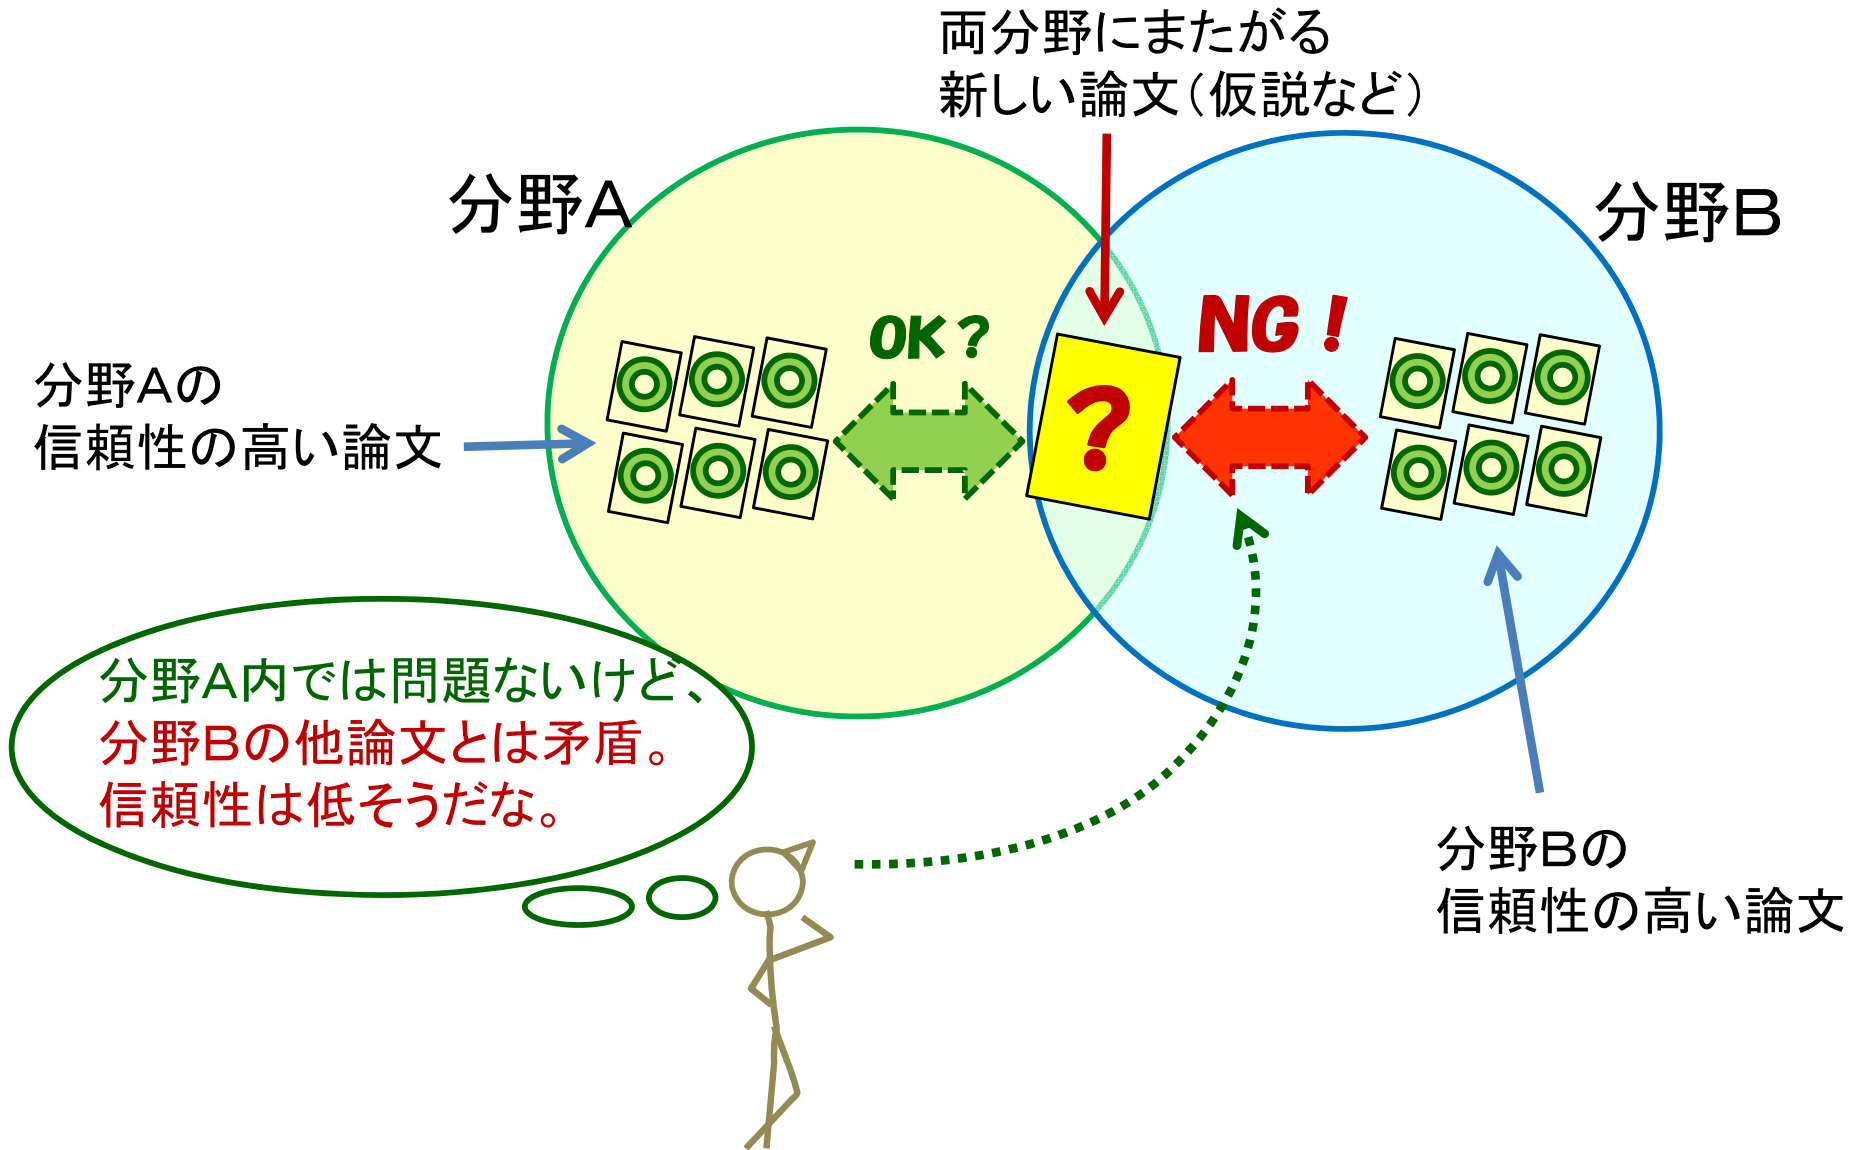 両分野にまたがる
新しい論文（仮説など）
分野A
分野B
OK？
NG！
?
分野Aの
信頼性の高い論文
分野A内では問題ないけど、
分野Bの他論文とは矛盾。
信頼性は低そうだな。
分野Bの
信頼性の高い論文